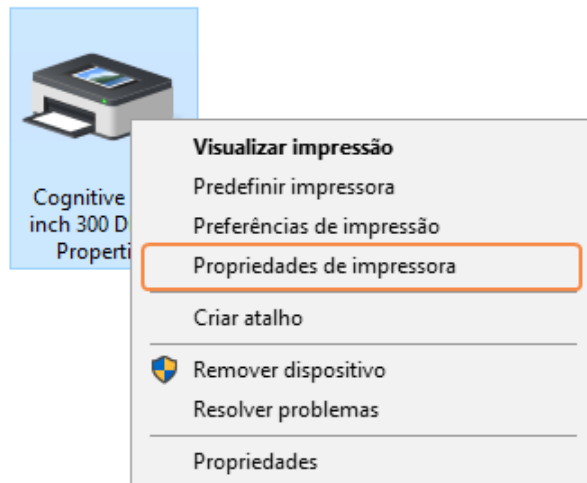 Cognitive
inch 300 D
Properti
Visualizar impressão
Predefinir impressora
Preferências de impressão
Propriedades de impressora
Criar atalho
Remover dispositivo
Resolver problemas
Propriedades